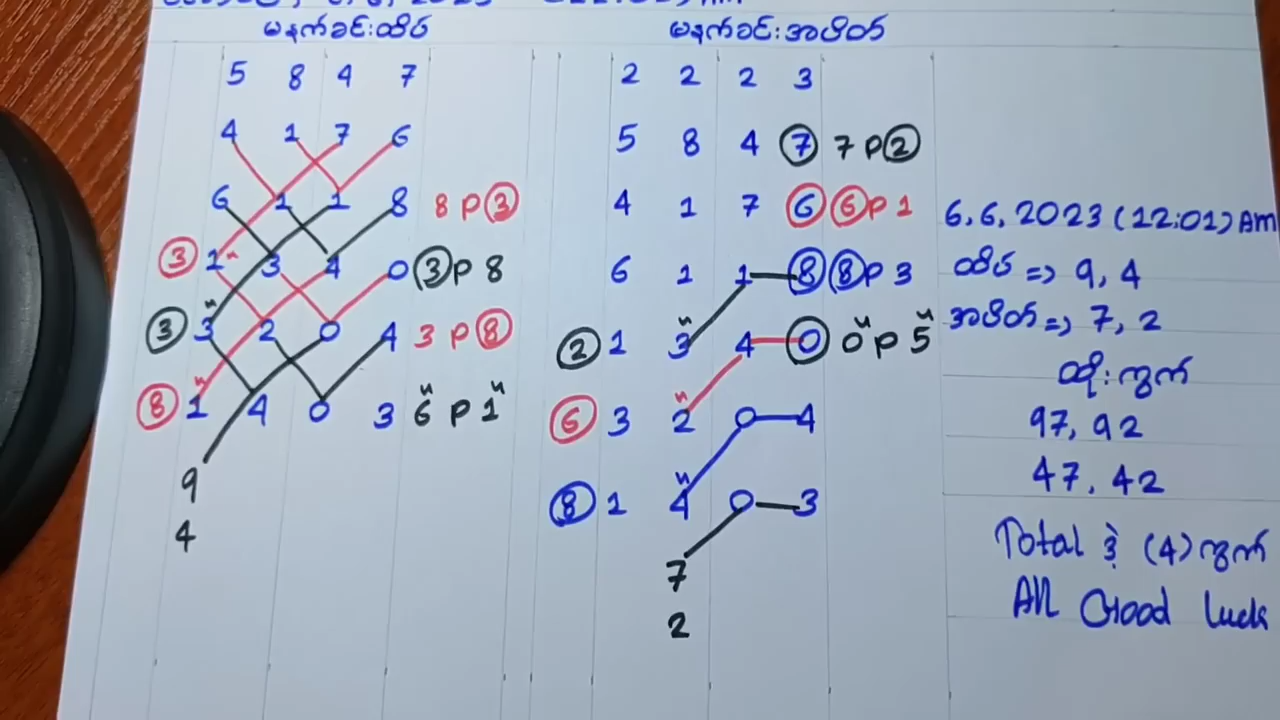 မနက်ခင်းထိပ်
5 8 4 7
4 1 7 6
6 1 1 8 8 P 3
3 1" 3 4 0 3 P 8
3 3" 2 0 4 3 P 8
8 1" 4 0 3 6" P 1"
9
4
မနက်ခင်းအပိတ်
2 2 2 3
5 8 4 7 7 P 2
4 1 7 6 6 P 1
6 1 1 8 8 P 3
2 1 3" 4 0 0" P 5"
6 3 2" 0 4
8 1 4" 0 3
7
2
6.6.2023 (12:01) Am
ထိပ် => 9, 4
အပိတ် => 7, 2
ထိုးကွက်
97, 92
47, 42
Total ဒဲ့ (4) ကွက်
All Good Luck